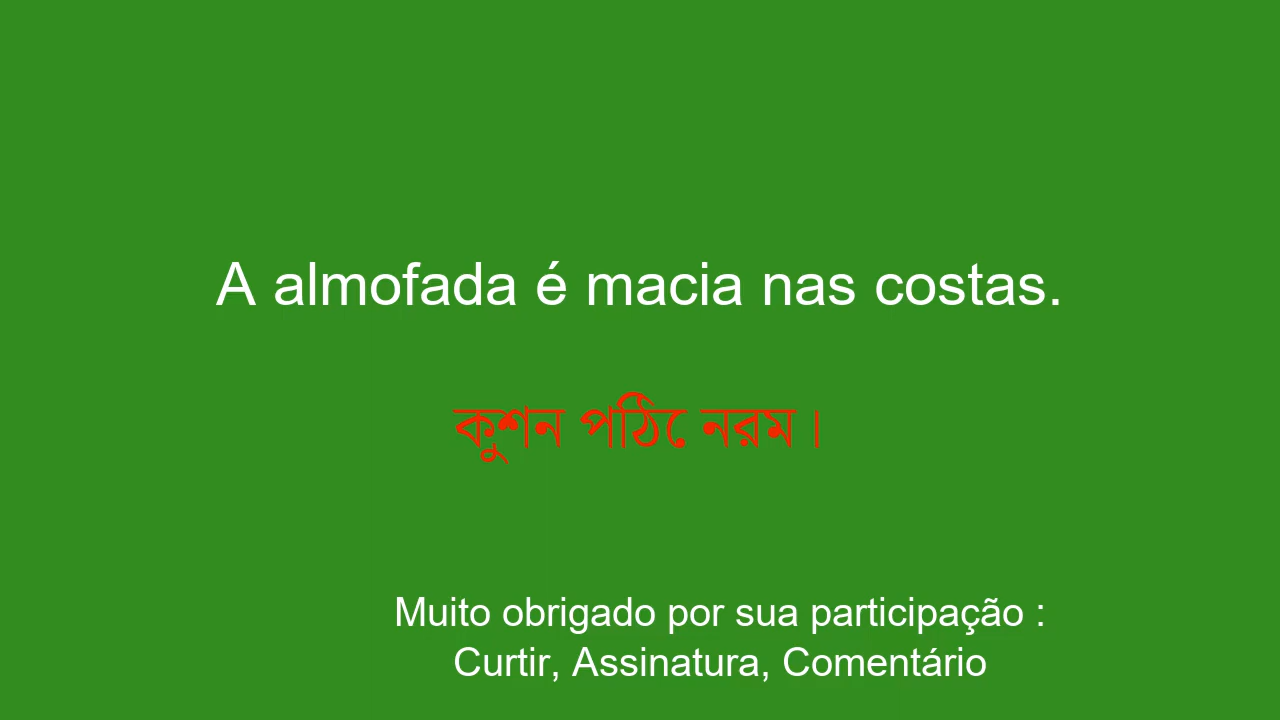 A almofada é macia nas costas.
কুশন পিঠে নরম।
Muito obrigado por sua participação :
Curtir, Assinatura, Comentário